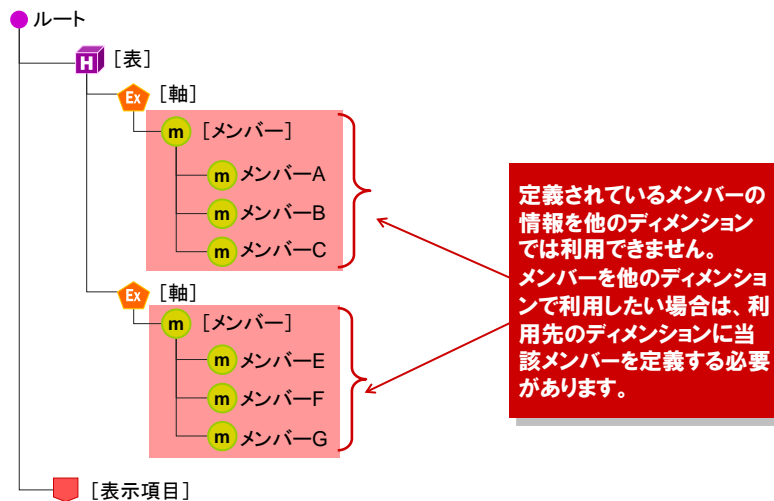 ルート
H [表]
Ex [軸]
m [メンバー]
m メンバーA
m メンバーB
m メンバーC
Ex [軸]
m [メンバー]
m メンバーE
m メンバーF
m メンバーG
[表示項目]
定義されているメンバーの
情報を他のディメンション
では利用できません。
メンバーを他のディメンショ
ンで利用したい場合は、利
用先のディメンションに当
該メンバーを定義する必要
があります。